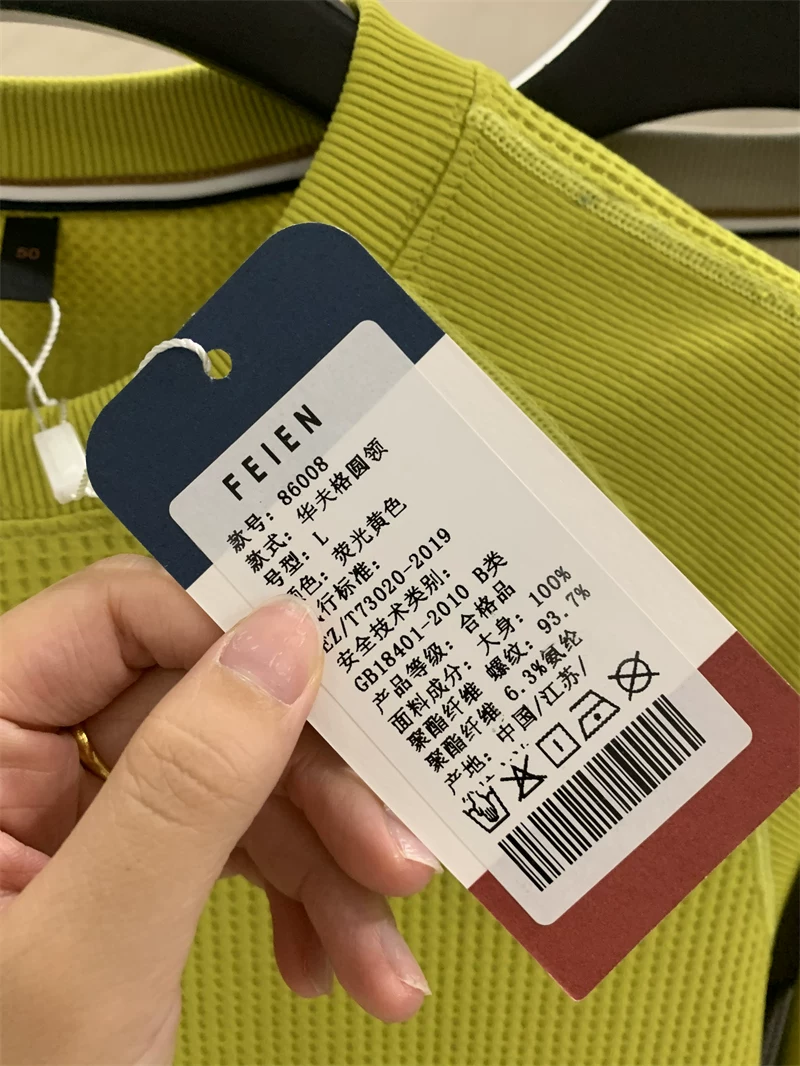 50
FEIEN
款号: 86008
款式: 华夫格圆领
号型: L
颜色: 荧光黄色
行标准:
Z/T73020-2019
安全技术类别:
GB18401-2010 B类
产品等级: 合格品
面料成分: 大身: 100%
聚酯纤维 螺纹: 93.7%
聚酯纤维 6.3%氨纶
产地: 中国/江苏/